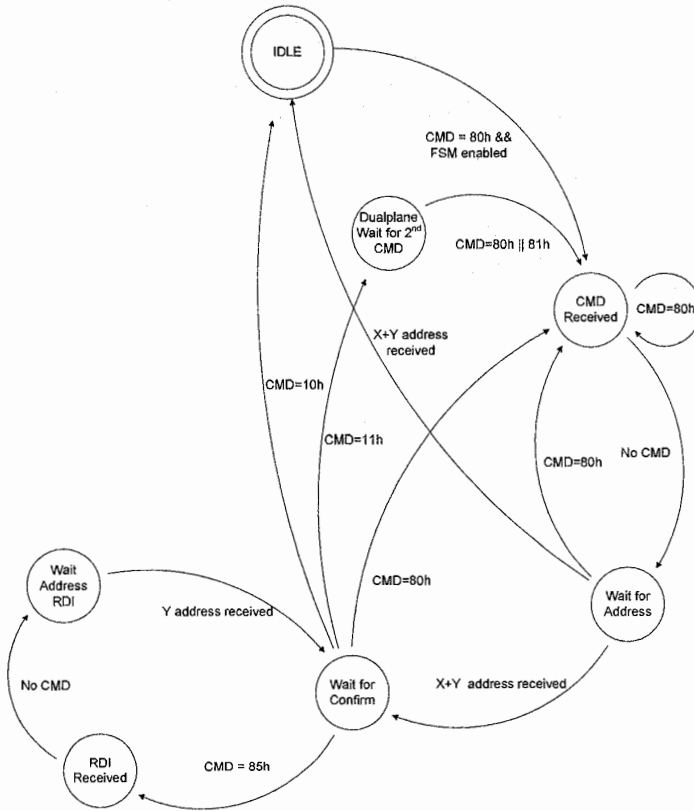 IDLE
CMD = 80h &&
FSM enabled
Dualplane
Wait for 2nd
CMD
CMD=80h || 81h
CMD
Received
CMD=80h
X+Y address
received
CMD=10h
CMD=11h
CMD=80h
No CMD
CMD=80h
Wait
Address
RDI
Y address received
Wait for
Address
No CMD
Wait for
Confirm
X+Y address received
RDI
Received
CMD = 85h